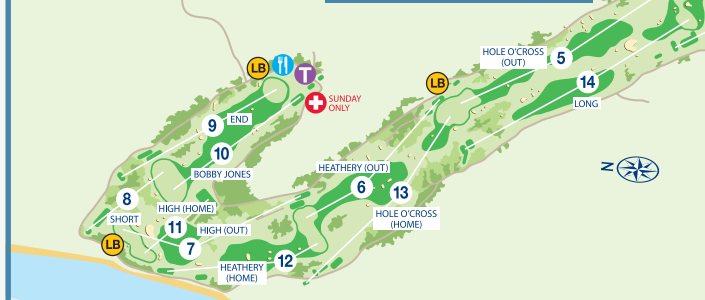 HOLE O'CROSS
(OUT)
5
14
LONG
LB
LB
T
SUNDAY
ONLY
9
END
10
BOBBY JONES
HEATHERY (OUT)
6
13
HOLE O'CROSS
(HOME)
N
8
SHORT
HIGH (HOME)
11
HIGH (OUT)
7
LB
HEATHERY
(HOME)
12